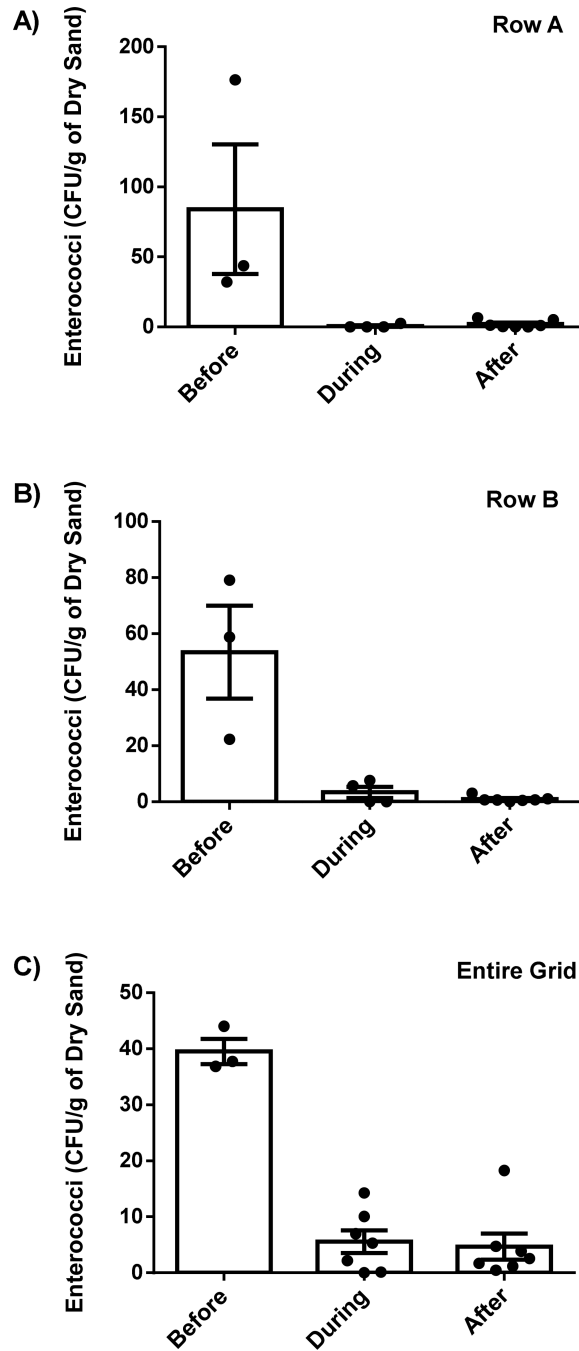 A)
Row A
Enterococci (CFU/g of Dry Sand)
200
150
100
50
0
Before
During
After
B)
Row B
Enterococci (CFU/g of Dry Sand)
100
80
60
40
20
0
Before
During
After
C)
Entire Grid
Enterococci (CFU/g of Dry Sand)
50
40
30
20
10
0
Before
During
After